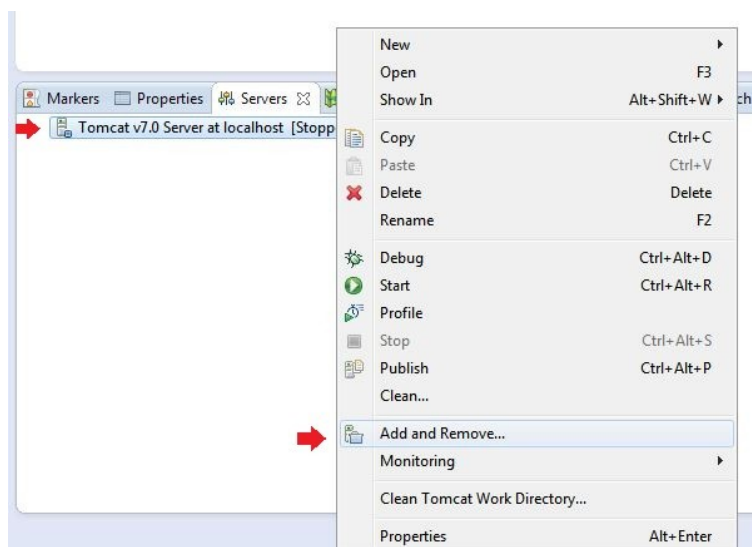 Markers Properties Servers
Tomcat v7.0 Server at localhost [Stopp
New
Open F3
Show In Alt+Shift+W
ch
Copy Ctrl+C
Paste Ctrl+V
Delete Delete
Rename F2
Debug Ctrl+Alt+D
Start Ctrl+Alt+R
Profile
Stop Ctrl+Alt+S
Publish Ctrl+Alt+P
Clean...
Add and Remove...
Monitoring
Clean Tomcat Work Directory...
Properties Alt+Enter